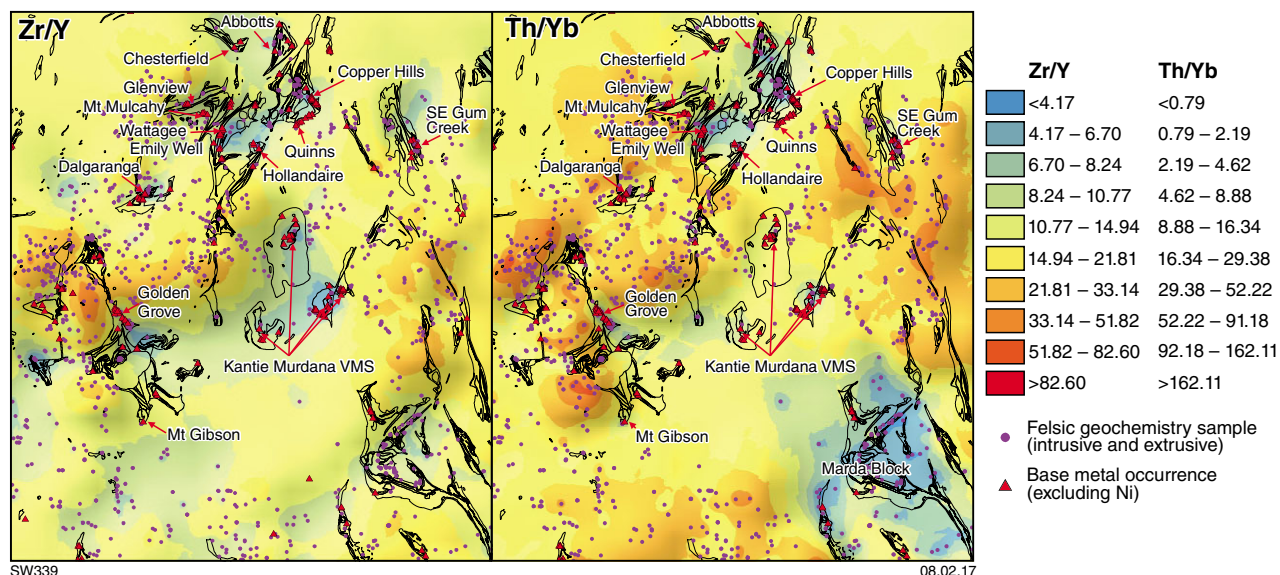 Zr/Y
Abbotts
Chesterfield
Copper Hills
Glenview
Mt Mulcahy
SE Gum
Creek
Wattagee
Emily Well
Quinns
Dalgaranga
Hollandaire
Golden
Grove
Kantie Murdana VMS
Mt Gibson
Th/Yb
Abbotts
Chesterfield
Copper Hills
Glenview
Mt Mulcahy
SE Gum
Creek
Wattagee
Emily Well
Quinns
Dalgaranga
Hollandaire
Golden
Grove
Kantie Murdana VMS
Mt Gibson
Marda Block
Zr/Y Th/Yb
<4.17 <0.79
4.17 – 6.70 0.79 – 2.19
6.70 – 8.24 2.19 – 4.62
8.24 – 10.77 4.62 – 8.88
10.77 – 14.94 8.88 – 16.34
14.94 – 21.81 16.34 – 29.38
21.81 – 33.14 29.38 – 52.22
33.14 – 51.82 52.22 – 91.18
51.82 – 82.60 92.18 – 162.11
>82.60 >162.11
Felsic geochemistry sample
(intrusive and extrusive)
Base metal occurrence
(excluding Ni)
SW339
08.02.17